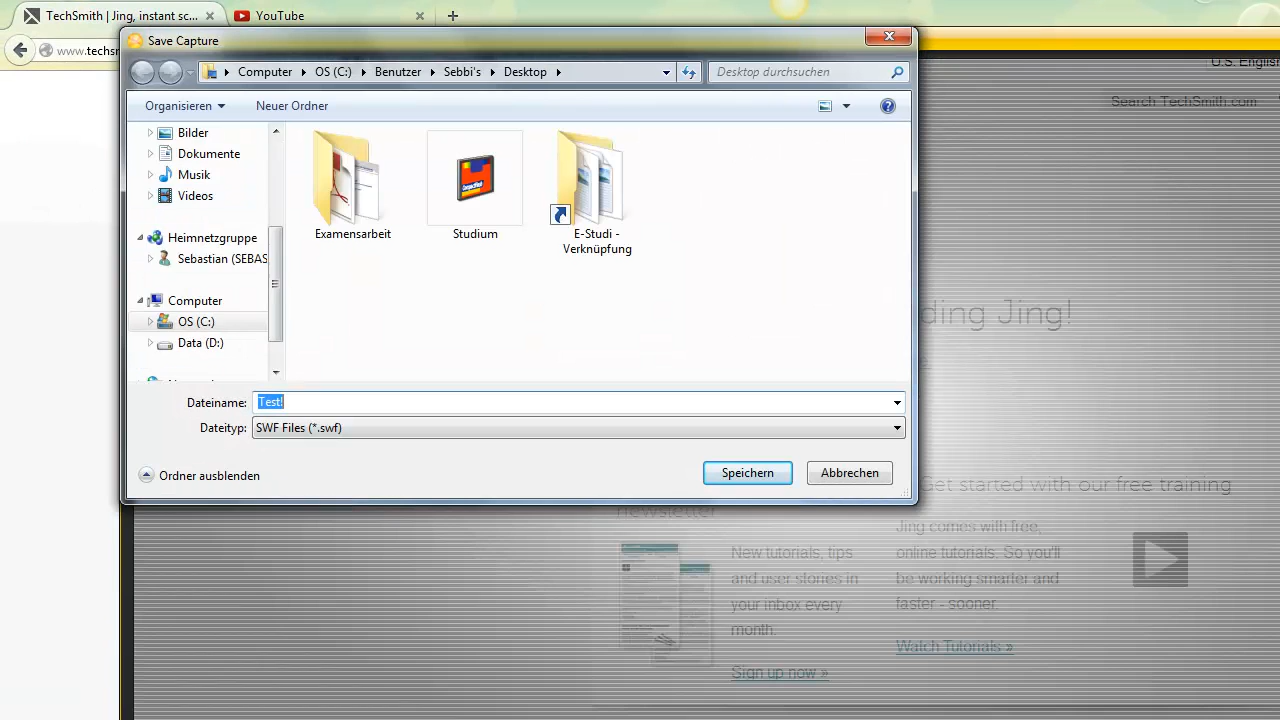 TechSmith | Jing, instant sc...
YouTube
www.techsm
Save Capture
Computer
OS (C:)
Benutzer
Sebbi's
Desktop
Desktop durchsuchen
U.S. English
Organisieren
Neuer Ordner
Search TechSmith.com
Bilder
Dokumente
Musik
Videos
Heimnetzgruppe
Sebastian (SEBAS
Computer
OS (C:)
Data (D:)
Examensarbeit
Studium
E-Studi -
Verknüpfung
ding Jing!
Dateiname:
Test!
Dateityp:
SWF Files (*.swf)
Ordner ausblenden
Speichern
Abbrechen
newsletter
New tutorials, tips
and user stories in
your inbox every
month.
Sign up now »
Get started with our free training
Jing comes with free,
online tutorials. So you'll
be working smarter and
faster - sooner.
Watch Tutorials »